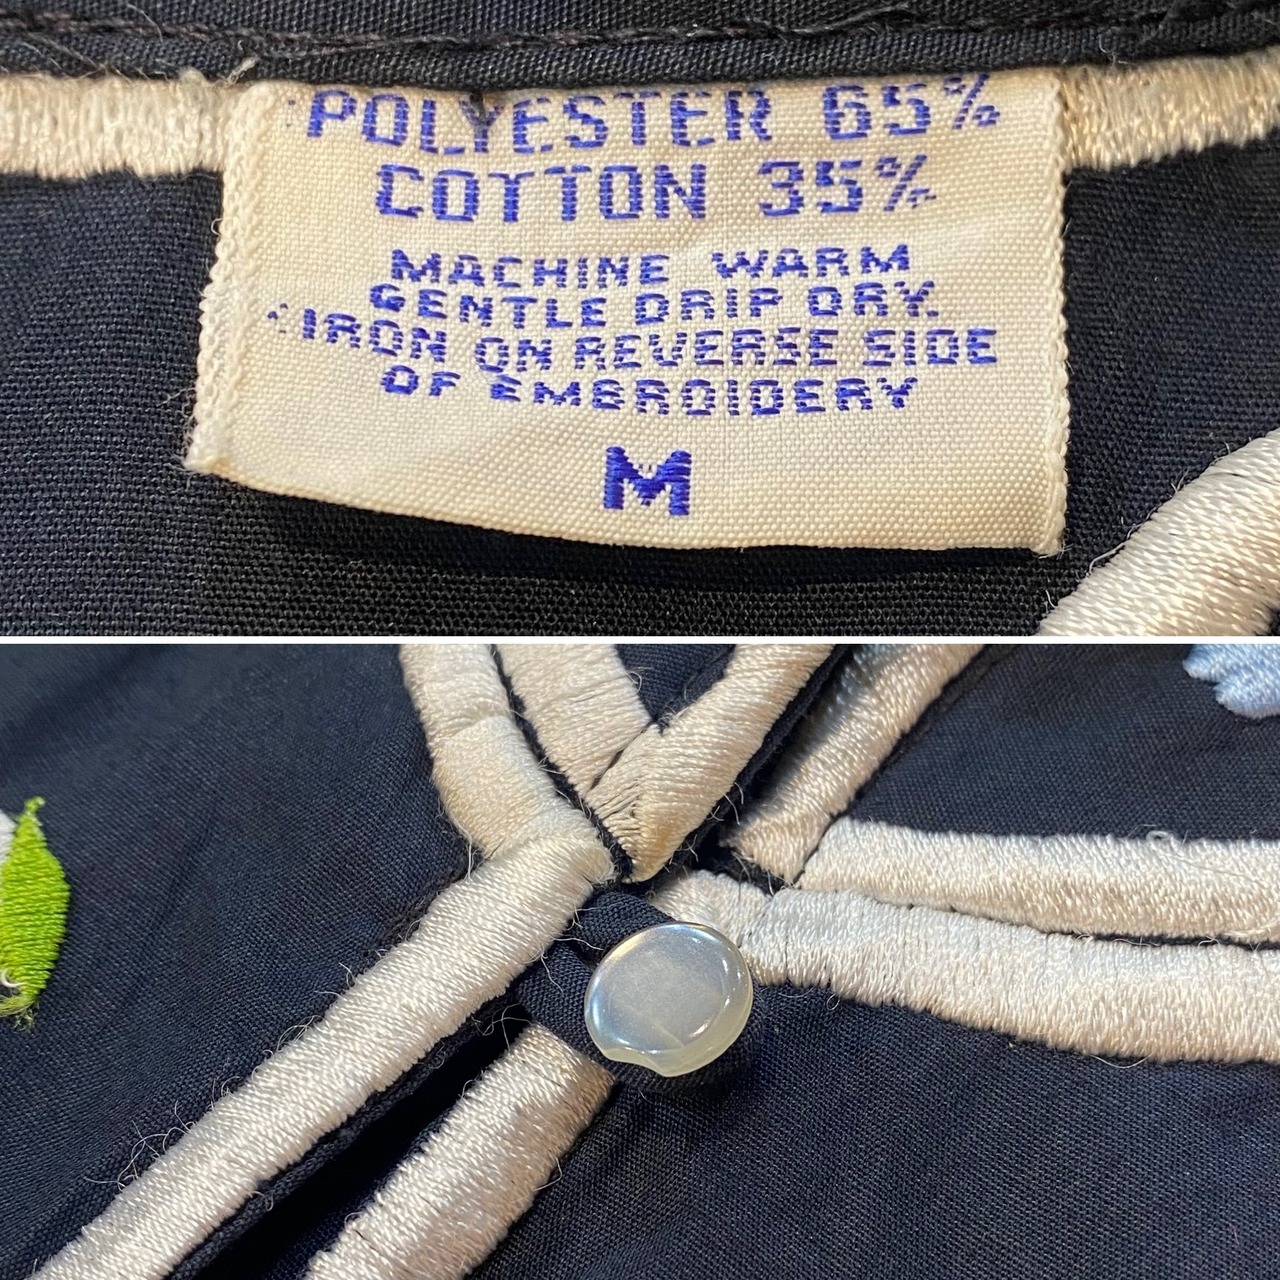 POLYESTER 65%
COTTON 35%
MACHINE WARM
GENTLE DRIP DRY.
IRON ON REVERSE SIDE
OF EMBROIDERY
M